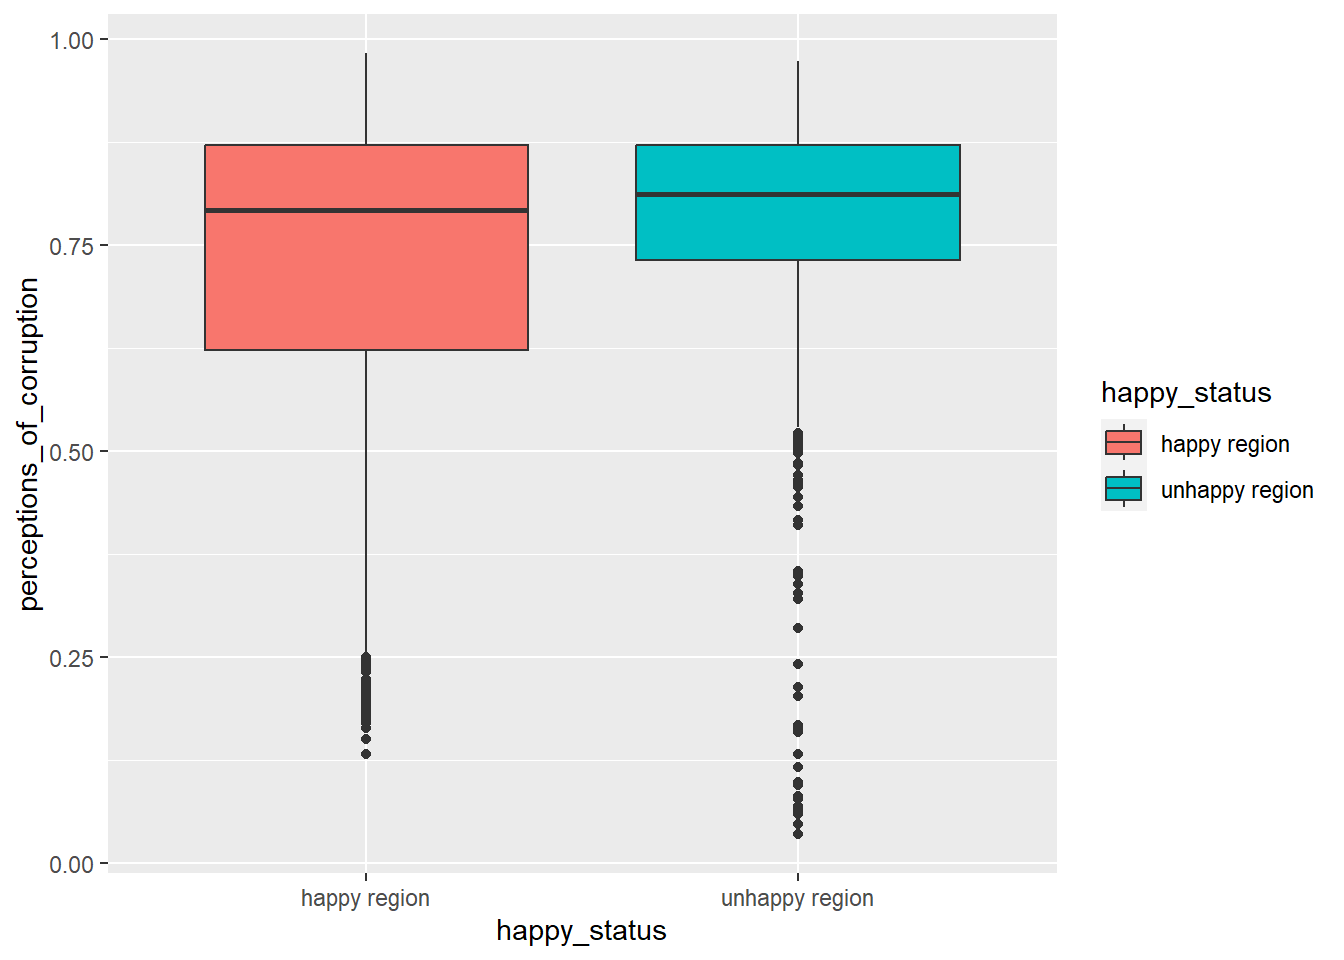 1.00
0.75
0.50
0.25
0.00
perceptions_of_corruption
happy region
unhappy region
happy_status
happy_status
happy region
unhappy region